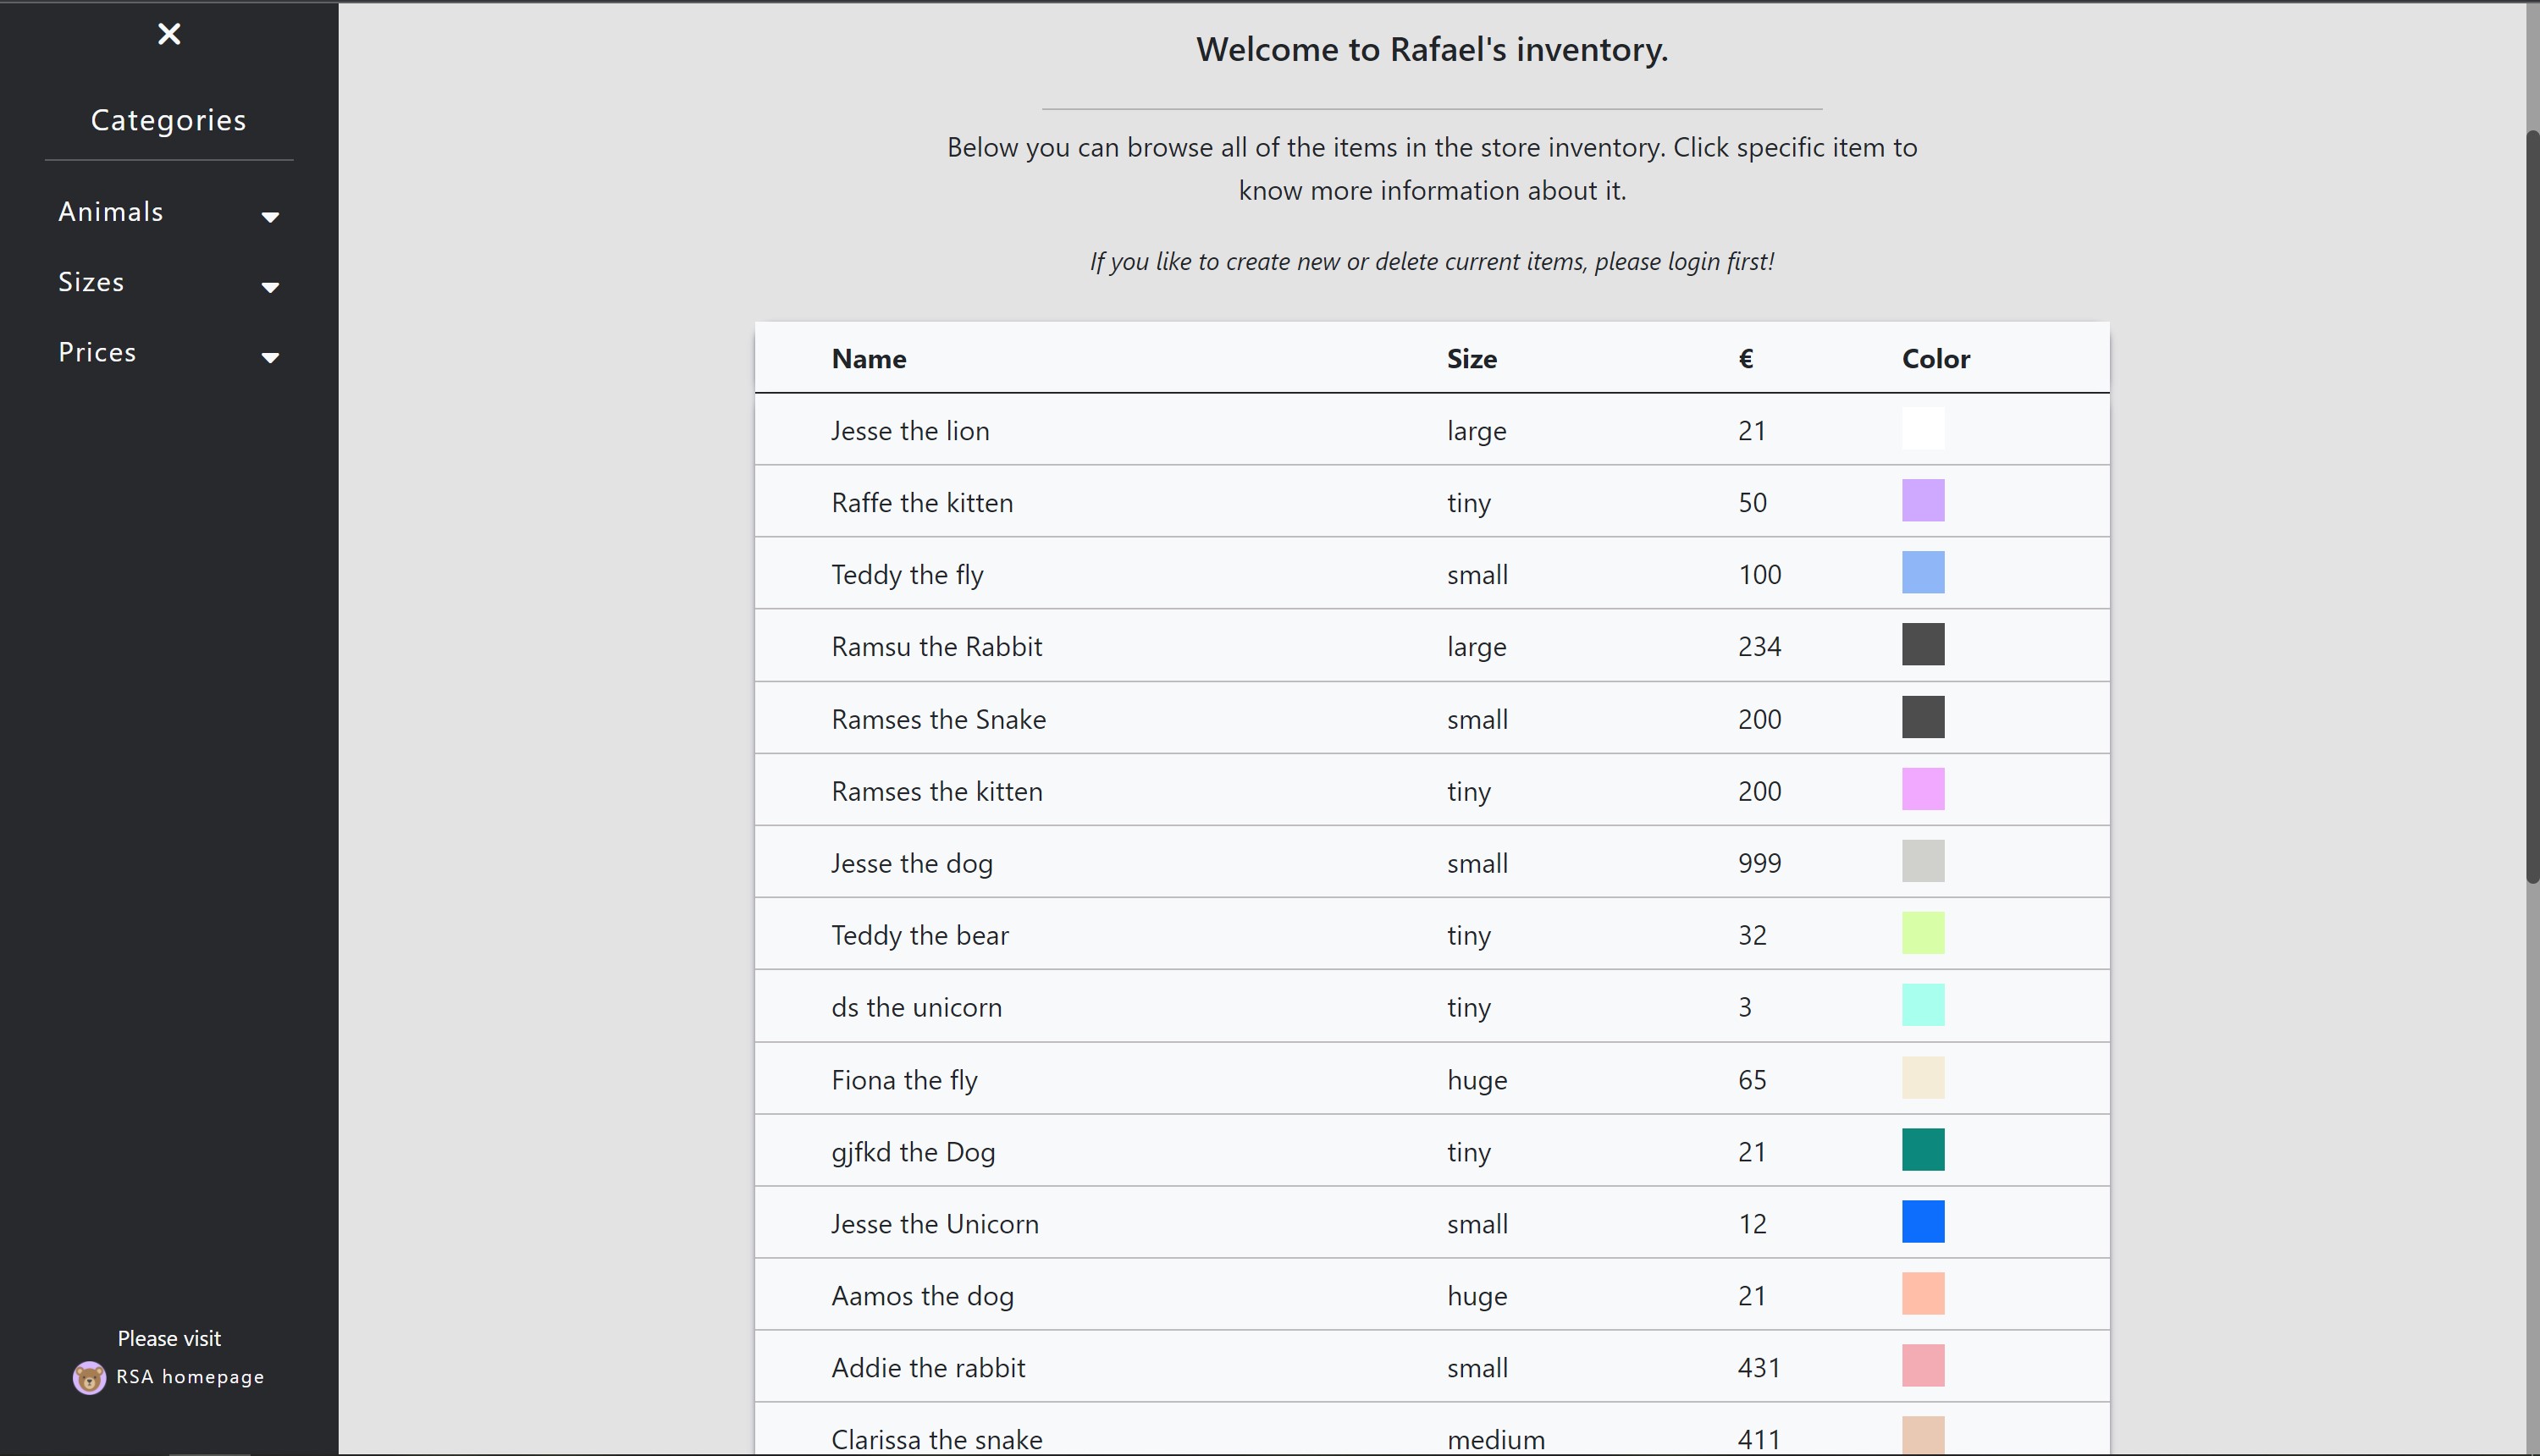 Categories
Animals
Sizes
Prices
Please visit
RSA homepage
Welcome to Rafael's inventory.
Below you can browse all of the items in the store inventory. Click specific item to
know more information about it.
If you like to create new or delete current items, please login first!
Name Size € Color
Jesse the lion large 21
Raffe the kitten tiny 50
Teddy the fly small 100
Ramsu the Rabbit large 234
Ramses the Snake small 200
Ramses the kitten tiny 200
Jesse the dog small 999
Teddy the bear tiny 32
ds the unicorn tiny 3
Fiona the fly huge 65
gjfkd the Dog tiny 21
Jesse the Unicorn small 12
Aamos the dog huge 21
Addie the rabbit small 431
Clarissa the snake medium 411